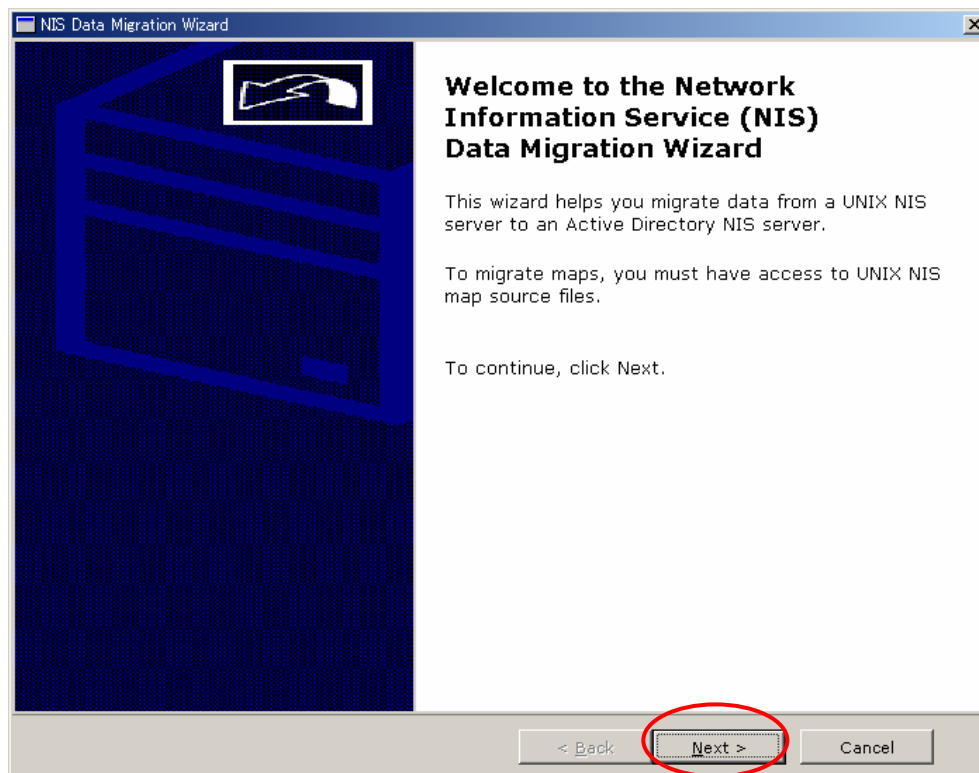 NIS Data Migration Wizard
Welcome to the Network
Information Service (NIS)
Data Migration Wizard
This wizard helps you migrate data from a UNIX NIS
server to an Active Directory NIS server.
To migrate maps, you must have access to UNIX NIS
map source files.
To continue, click Next.
< Back
Next >
Cancel